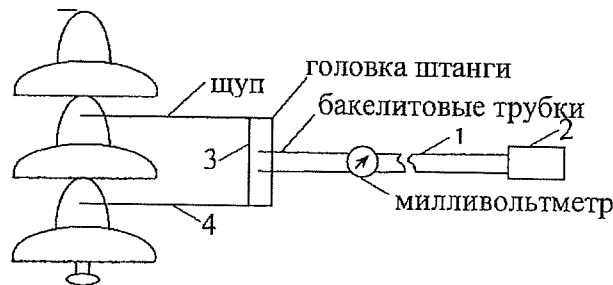 головка штанги
щуп
бакелитовые трубки
1
2
3
милливольтметр
4